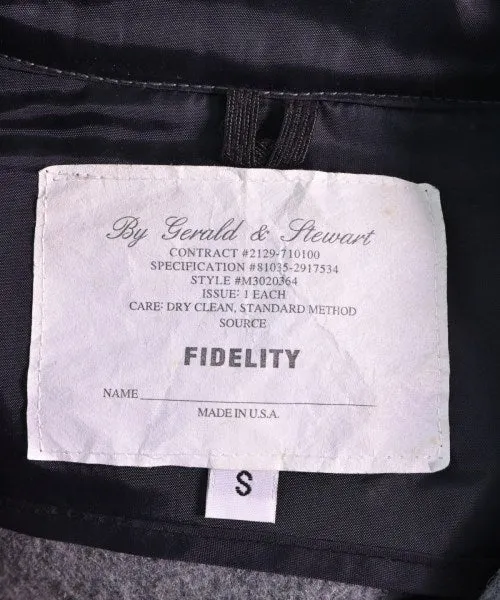 By Gerald & Stewart
CONTRACT #2129-710100
SPECIFICATION #81035-2917534
STYLE #M3020364
ISSUE: 1 EACH
CARE: DRY CLEAN, STANDARD METHOD
SOURCE
FIDELITY
NAME
MADE IN U.S.A.
S